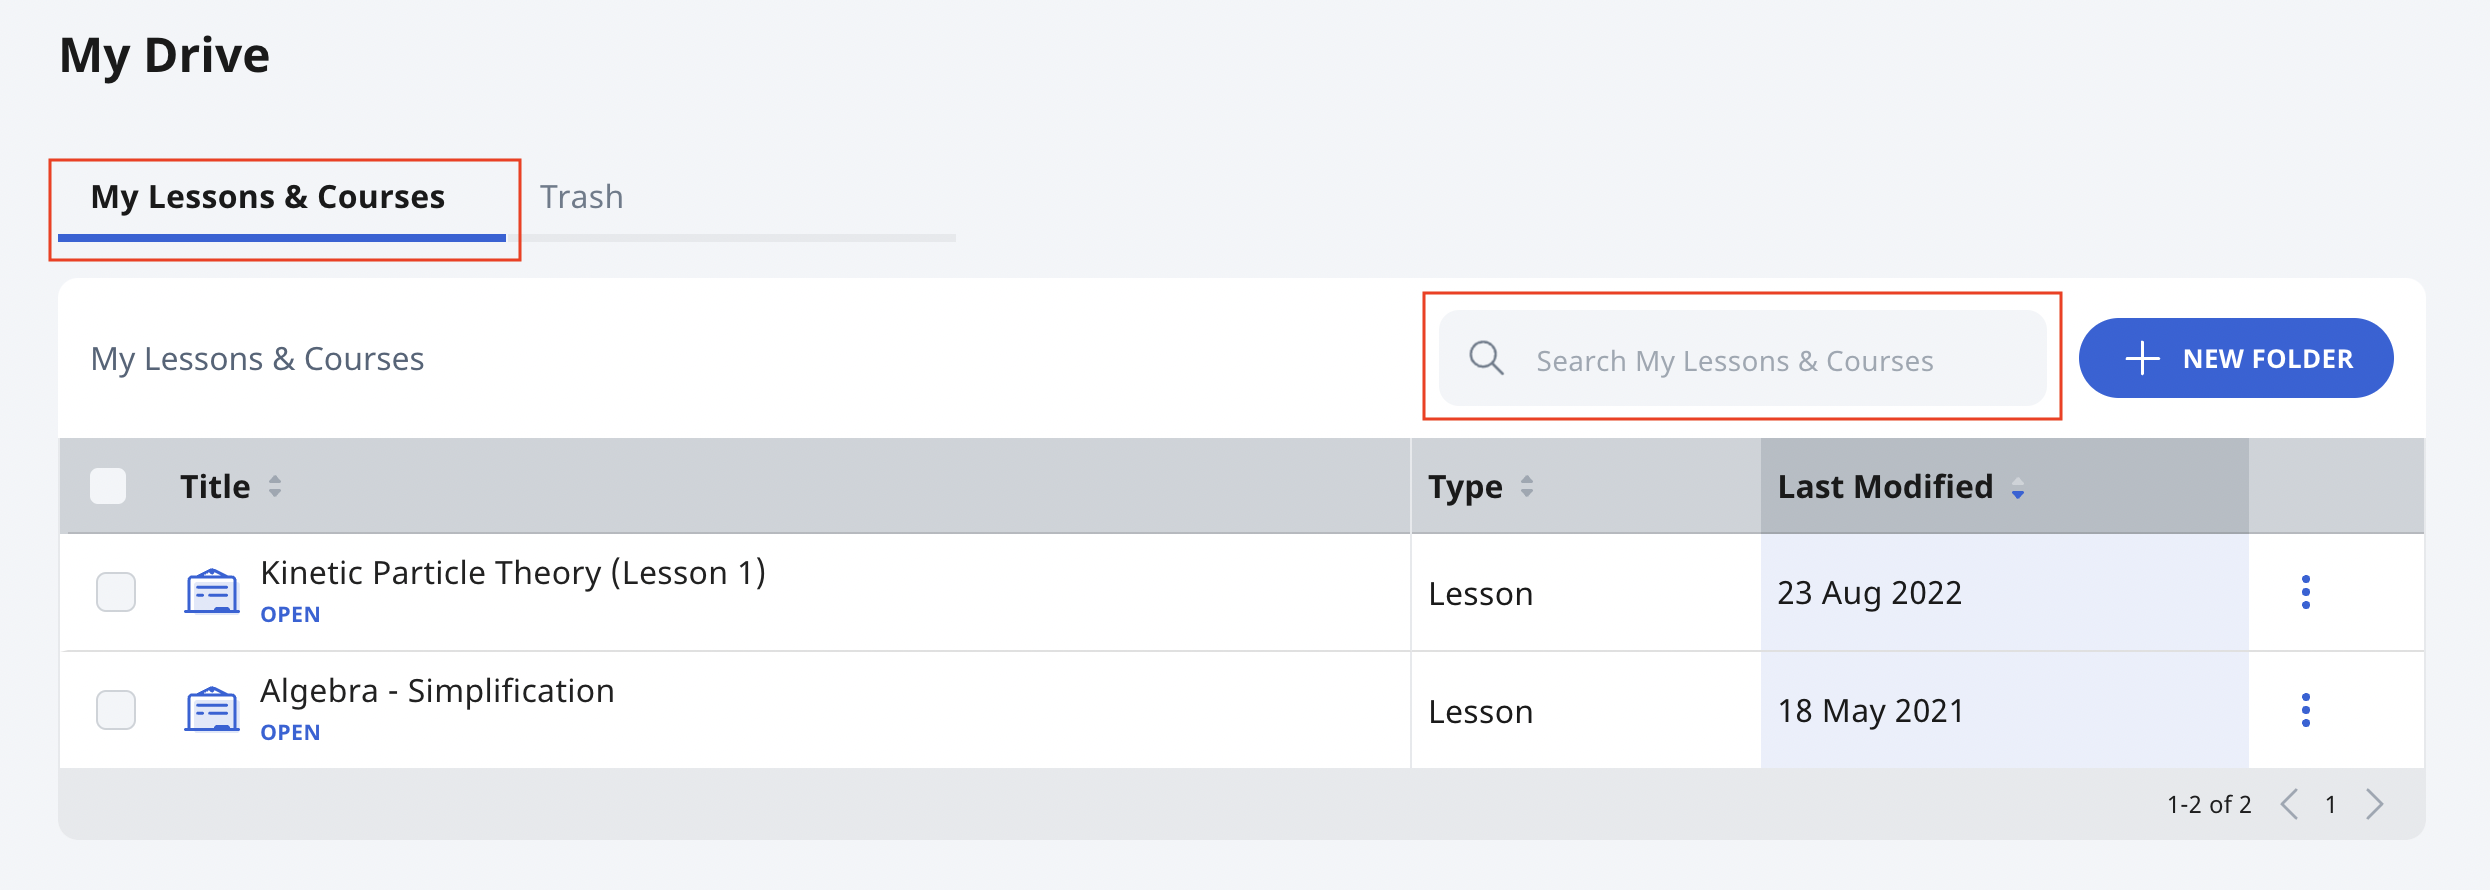 My Drive
My Lessons & Courses
Trash
My Lessons & Courses
Search My Lessons & Courses
NEW FOLDER
Title
Type
Last Modified
Kinetic Particle Theory (Lesson 1)
OPEN
Lesson
23 Aug 2022
Algebra - Simplification
OPEN
Lesson
18 May 2021
1-2 of 2
1